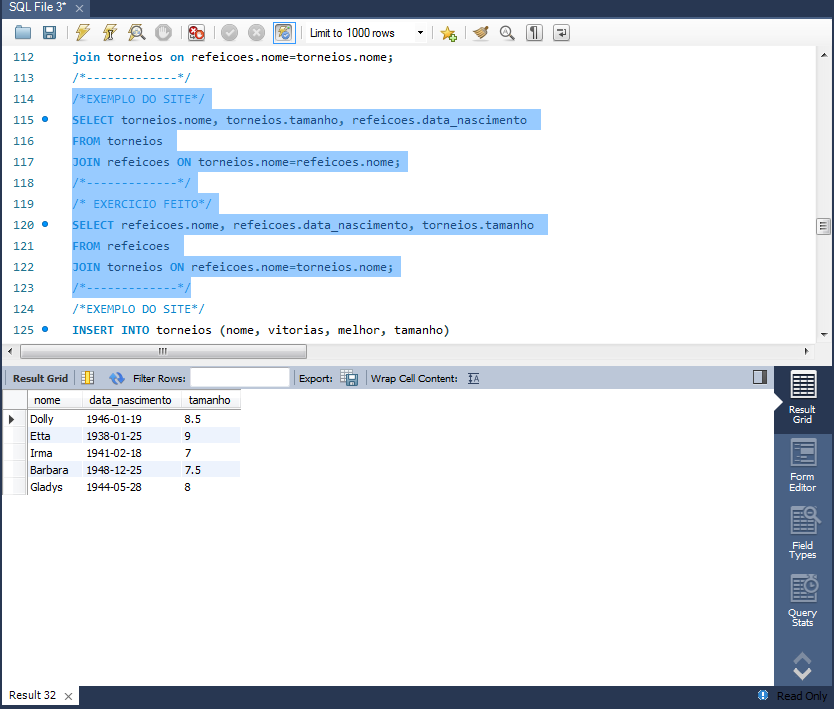 SQL File 3* ×
Limit to 1000 rows
112 join torneios on refeicoes.nome=torneios.nome;
113 /*-------------*/
114 /*EXEMPLO DO SITE*/
115 SELECT torneios.nome, torneios.tamanho, refeicoes.data_nascimento
116 FROM torneios
117 JOIN refeicoes ON torneios.nome=refeicoes.nome;
118 /*-------------*/
119 /* EXERCICIO FEITO*/
120 SELECT refeicoes.nome, refeicoes.data_nascimento, torneios.tamanho
121 FROM refeicoes
122 JOIN torneios ON refeicoes.nome=torneios.nome;
123 /*-------------*/
124 /*EXEMPLO DO SITE*/
125 INSERT INTO torneios (nome, vitorias, melhor, tamanho)
Result Grid Filter Rows: Export: Wrap Cell Content: IA
nome data_nascimento tamanho
Dolly 1946-01-19 8.5
Etta 1938-01-25 9
Irma 1941-02-18 7
Barbara 1948-12-25 7.5
Gladys 1944-05-28 8
Result
Grid
Form
Editor
Field
Types
Query
Stats
Result 32 ×
Read Only